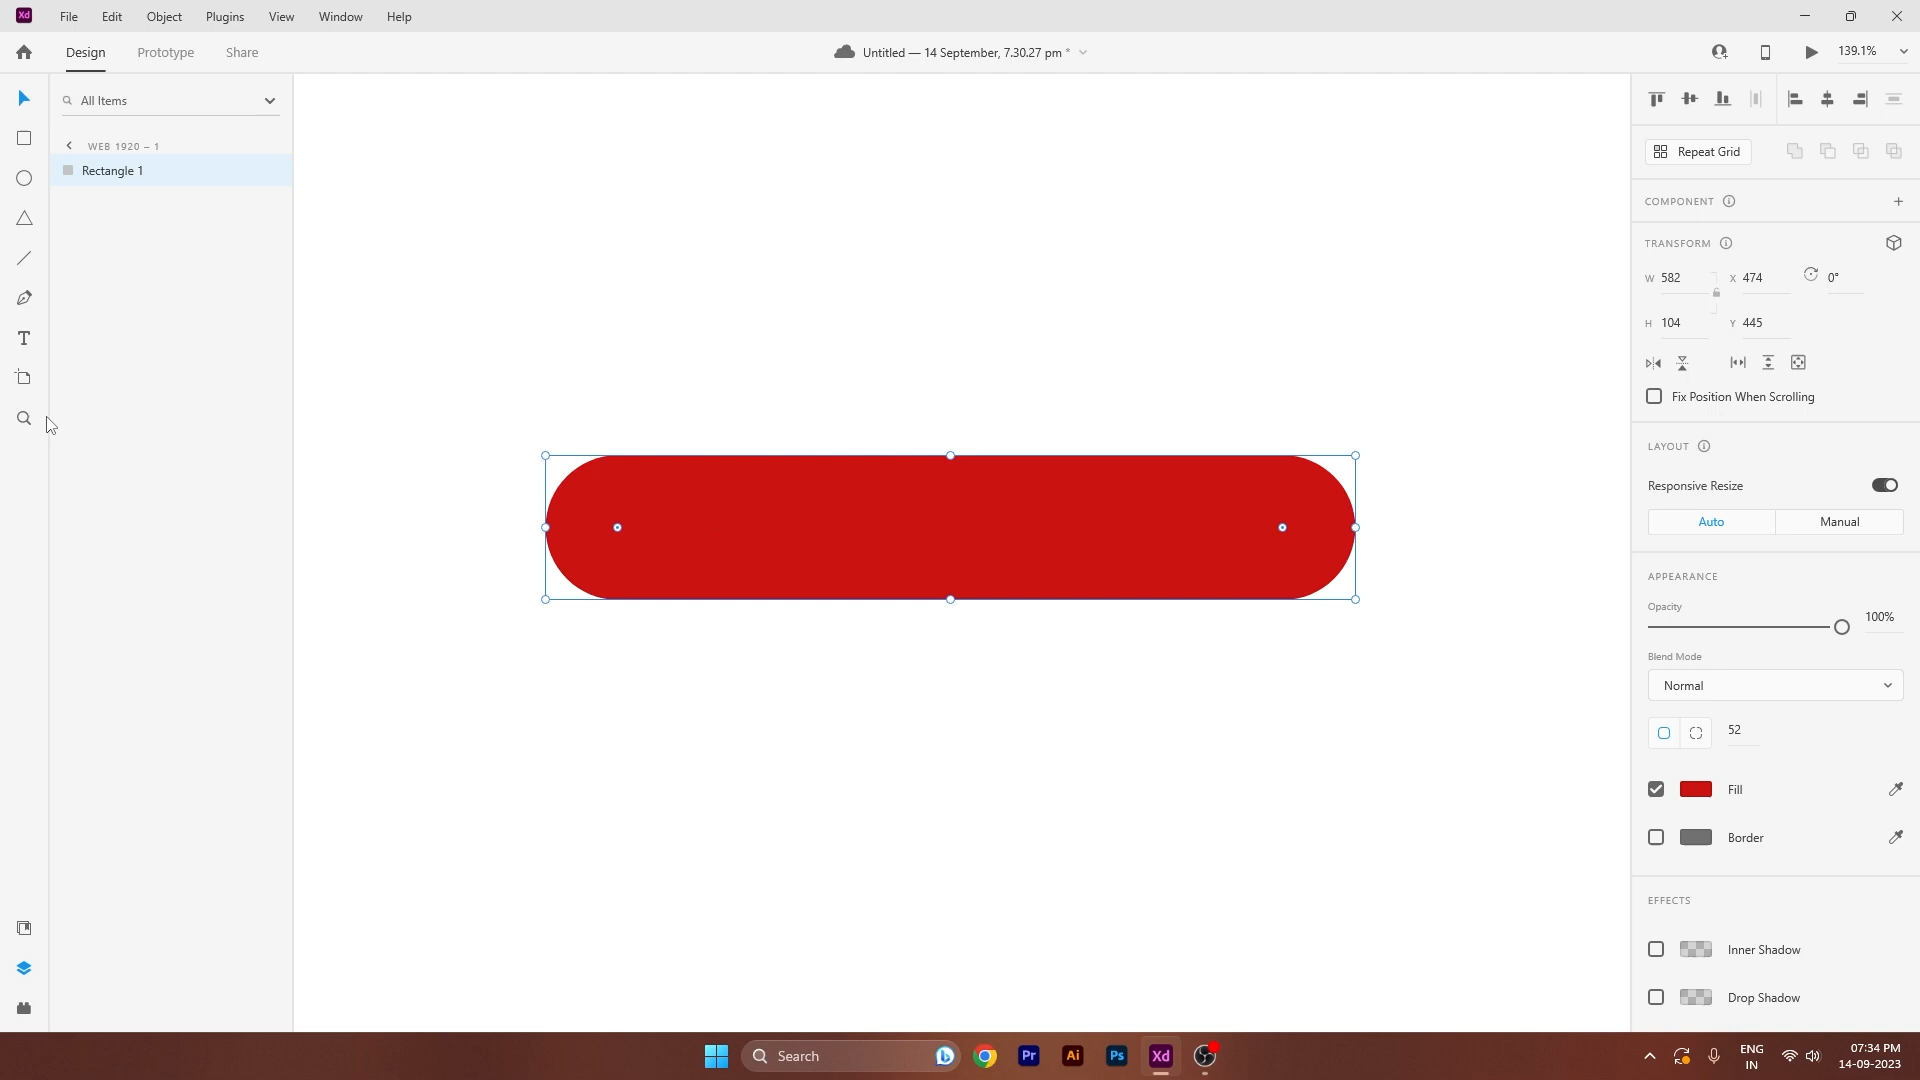 Xd File Edit Object Plugins View Window Help
Design Prototype Share
Untitled — 14 September, 7.30.27 pm *
139.1%
All Items
WEB 1920 – 1
Rectangle 1
Repeat Grid
COMPONENT
TRANSFORM
W 582 X 474 0°
H 104 Y 445
Fix Position When Scrolling
LAYOUT
Responsive Resize
Auto Manual
APPEARANCE
Opacity
100%
Blend Mode
Normal
52
Fill
Border
EFFECTS
Inner Shadow
Drop Shadow
Search
Pr Ai Ps Xd
ENG
IN
07:34 PM
14-09-2023